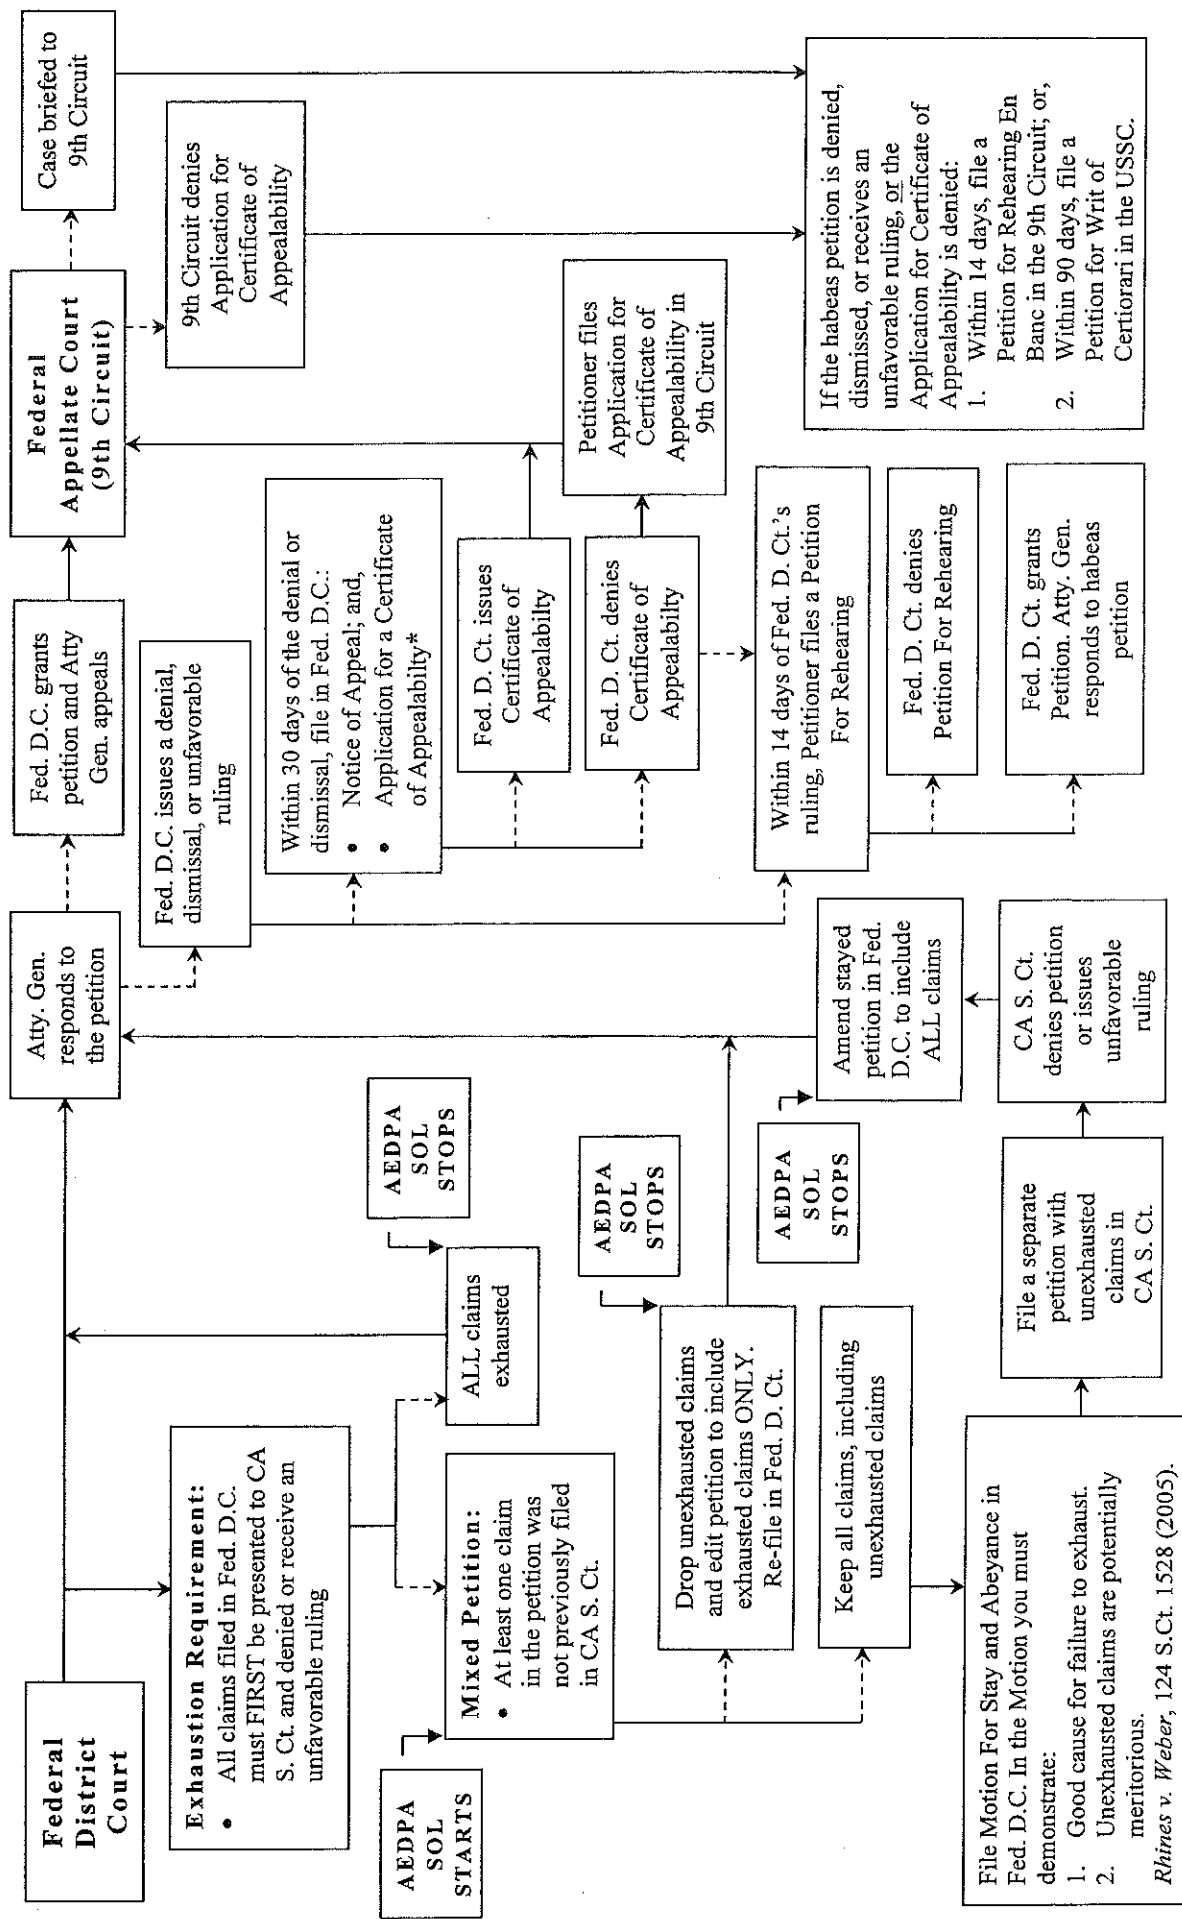 Federal
District
Court
Exhaustion Requirement:
• All claims filed in Fed. D.C.
must FIRST be presented to CA
S. Ct. and denied or receive an
unfavorable ruling
AEDPA
SOL
STARTS
Mixed Petition:
• At least one claim
in the petition was
not previously filed
in CA S. Ct.
ALL claims
exhausted
AEDPA
SOL
STOPS
Drop unexhausted claims
and edit petition to include
exhausted claims ONLY.
Re-file in Fed. D. Ct.
AEDPA
SOL
STOPS
Keep all claims, including
unexhausted claims
File Motion For Stay and Abeyance in
Fed. D.C. In the Motion you must
demonstrate:
1. Good cause for failure to exhaust.
2. Unexhausted claims are potentially
meritorious.
Rhines v. Weber, 124 S.Ct. 1528 (2005).
File a separate
petition with
unexhausted
claims in
CA S. Ct.
CA S. Ct.
denies petition
or issues
unfavorable
ruling
AEDPA
SOL
STOPS
Amend stayed
petition in Fed.
D.C. to include
ALL claims
Atty. Gen.
responds to
the petition
Fed. D.C. grants
petition and Atty
Gen. appeals
Fed. D.C. issues a denial,
dismissal, or unfavorable
ruling
Within 30 days of the denial or
dismissal, file in Fed. D.C.:
• Notice of Appeal; and,
• Application for a Certificate
of Appealabilty*
Fed. D. Ct. issues
Certificate of
Appealabilty
Fed. D. Ct. denies
Certificate of
Appealabilty
Within 14 days of Fed. D. Ct.'s
ruling, Petitioner files a Petition
For Rehearing
Fed. D. Ct. denies
Petition For Rehearing
Fed. D. Ct. grants
Petition. Atty. Gen.
responds to habeas
petition
Federal
Appellate Court
(9th Circuit)
Petitioner files
Application for
Certificate of
Appealability in
9th Circuit
Case briefed to
9th Circuit
9th Circuit denies
Application for
Certificate of
Appealability
If the habeas petition is denied,
dismissed, or receives an
unfavorable ruling, or the
Application for Certificate of
Appealability is denied:
1. Within 14 days, file a
Petition for Rehearing En
Banc in the 9th Circuit; or,
2. Within 90 days, file a
Petition for Writ of
Certiorari in the USSC.